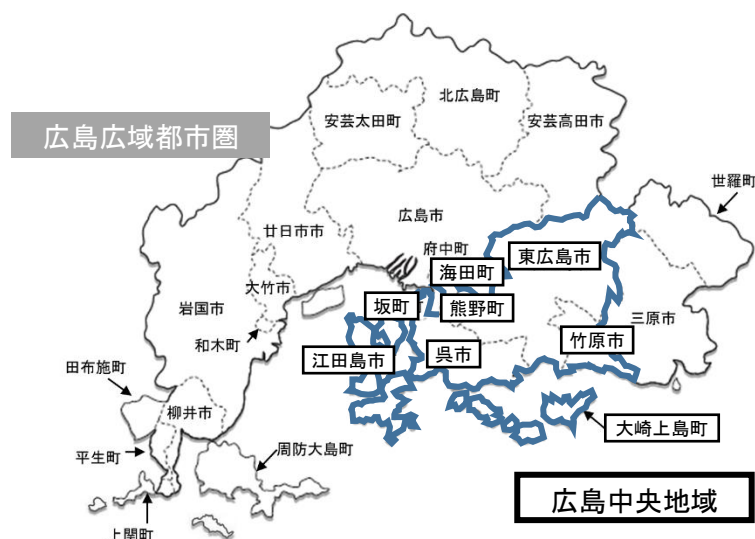 北広島町
安芸太田町
安芸高田市
広島広域都市圏
世羅町
広島市
廿日市市
府中町
東広島市
海田町
大竹市
岩国市
坂町
熊野町
三原市
和木町
竹原市
江田島市
呉市
田布施町
柳井市
大崎上島町
周防大島町
平生町
広島中央地域
上関町